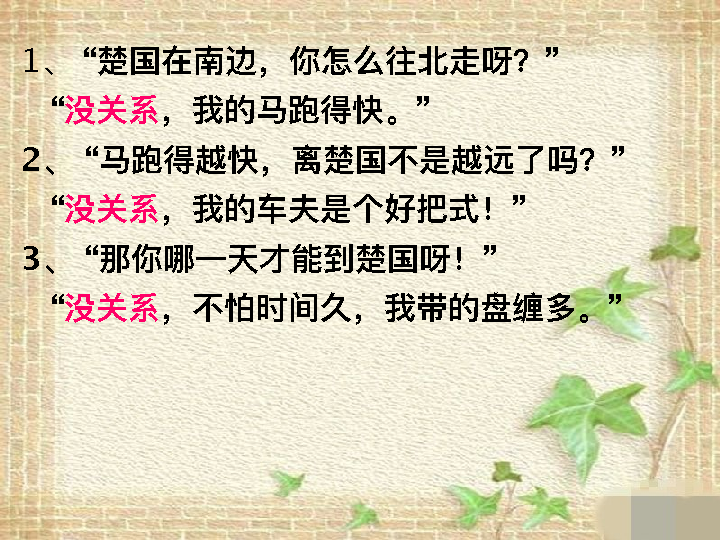 1、“楚国在南边，你怎么往北走呀？”
“没关系，我的马跑得快。”
2、“马跑得越快，离楚国不是越远了吗？”
“没关系，我的车夫是个好把式！”
3、“那你哪一天才能到楚国呀！”
“没关系，不怕时间久，我带的盘缠多。”